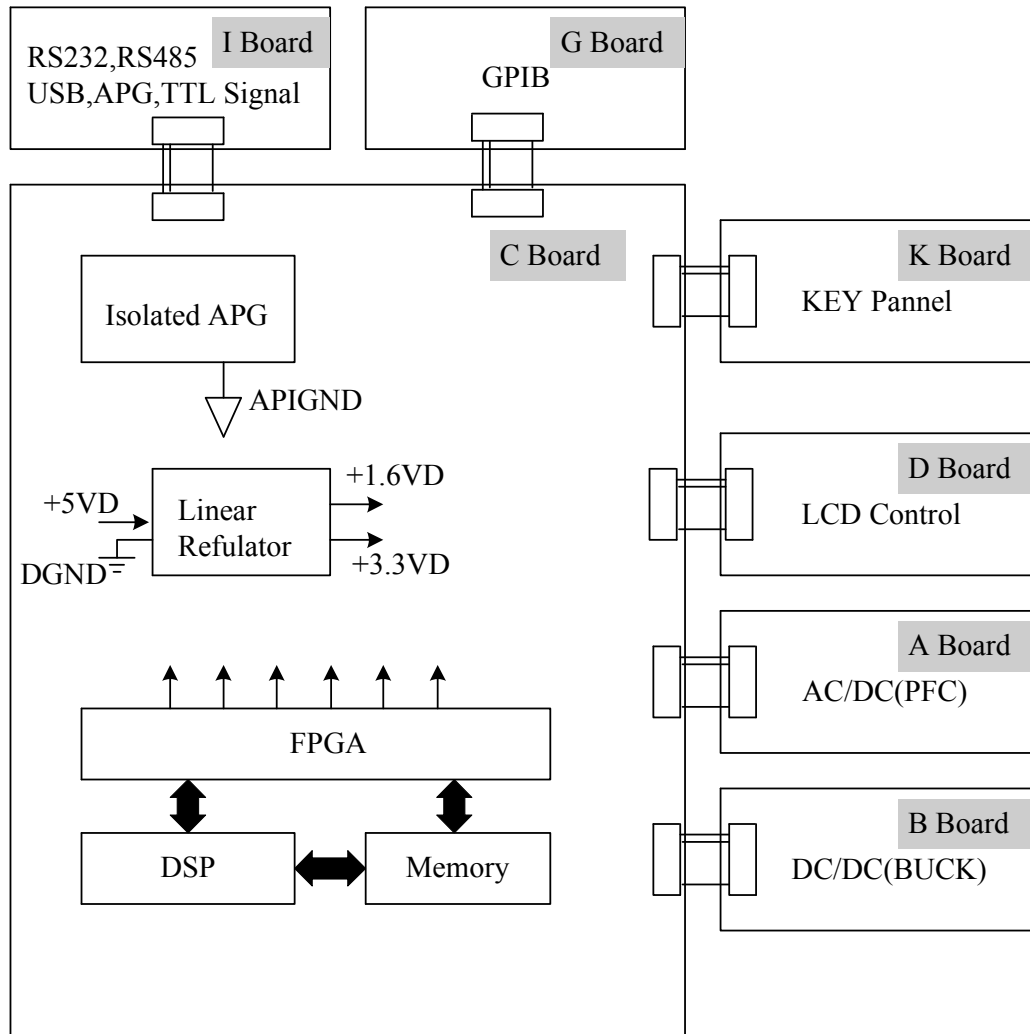 I Board
RS232,RS485
USB,APG,TTL Signal
G Board
GPIB
C Board
K Board
KEY Pannel
Isolated APG
APIGND
D Board
LCD Control
+5VD
DGND
Linear
Refulator
+1.6VD
+3.3VD
A Board
AC/DC(PFC)
FPGA
B Board
DC/DC(BUCK)
DSP
Memory